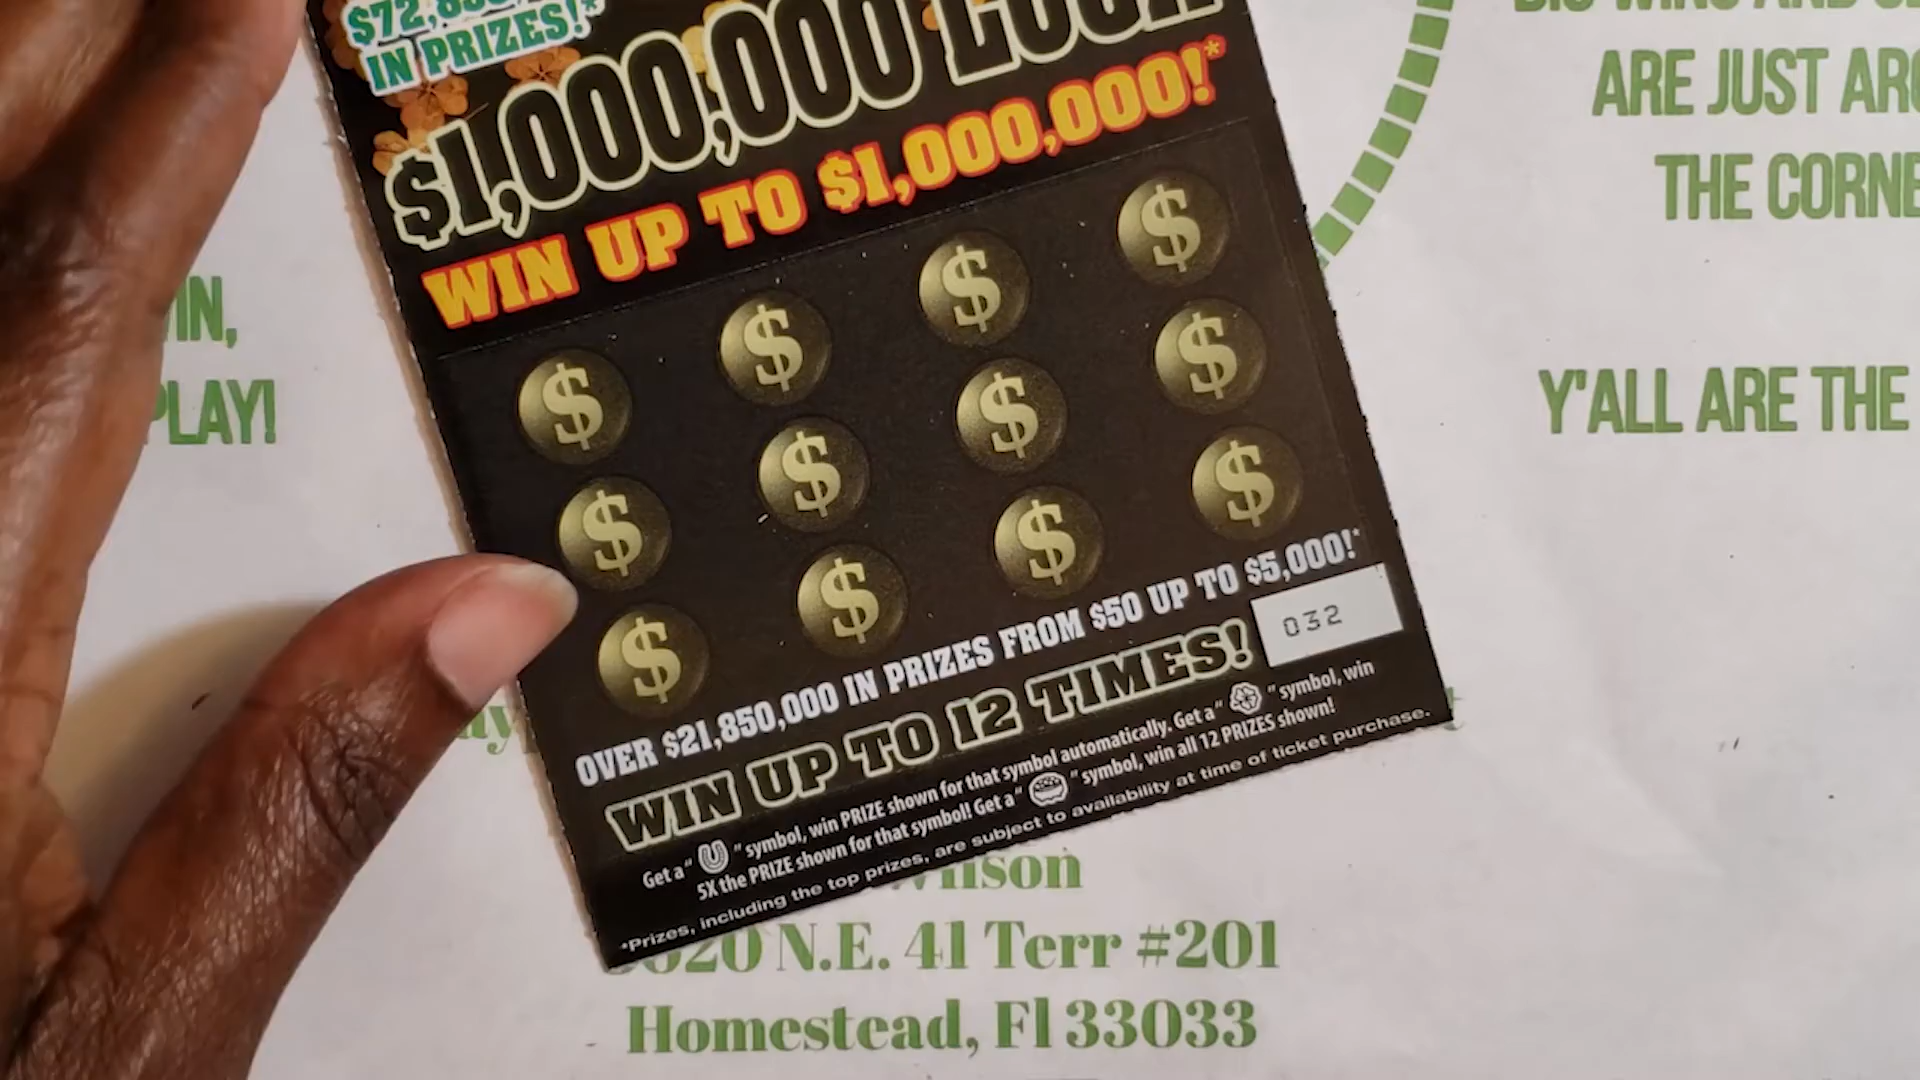 IN PRIZES!*
$1,000,000 LUCK
WIN UP TO $1,000,000!*
ARE JUST
THE
IN,
PLAY!
Y'ALL ARE THE
$ $ $ $
$ $ $ $
$ $ $ $
OVER $21,850,000 IN PRIZES FROM $50 UP TO $5,000!*
032
WIN UP TO 12 TIMES!
Get a " " symbol, win PRIZE shown for that symbol automatically. Get a " " symbol, win
5X the PRIZE shown for that symbol! Get a " " symbol, win all 12 PRIZES shown!
*Prizes, including the top prizes, are subject to availability at time of ticket purchase.
N.E. 41 Terr #201
Homestead, Fl 33033